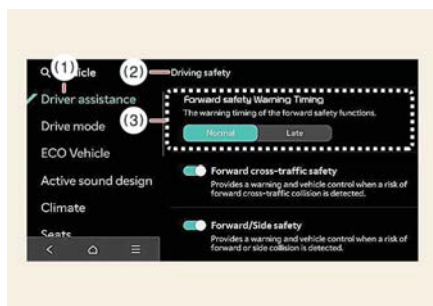 (1)
icle
(2)
Driving safety
Driver assistance
Forward safety Warning Timing
The warning timing of the forward safety functions.
Drive mode
(3)
Normal
Late
ECO Vehicle
Forward cross-traffic safety
Active sound design
Provides a warning and vehicle control when a risk of
forward cross-traffic collision is detected.
Climate
Seats
Forward/Side safety
Provides a warning and vehicle control when a risk of
forward or side collision is detected.